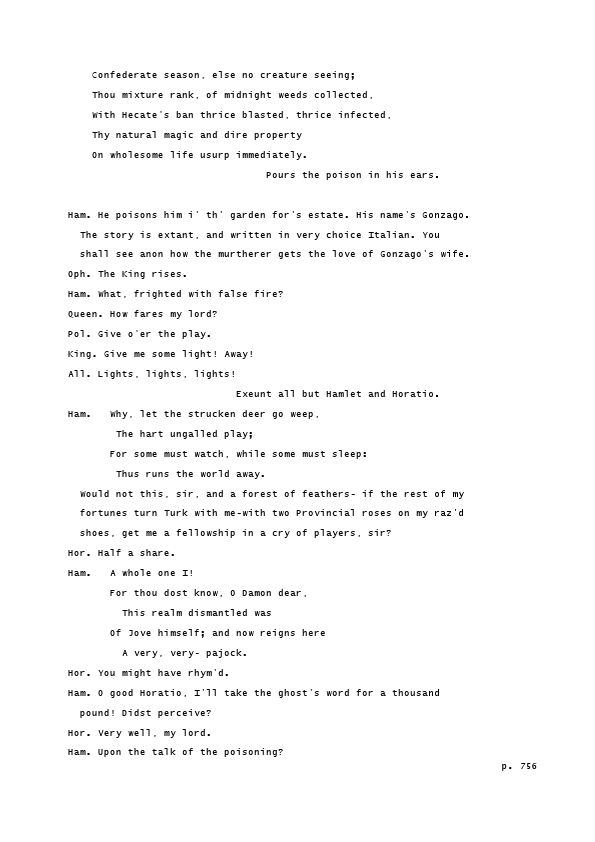 Confederate season, else no creature seeing;
Thou mixture rank, of midnight weeds collected,
With Hecate's ban thrice blasted, thrice infected,
Thy natural magic and dire property
On wholesome life usurp immediately.
Pours the poison in his ears.
Ham. He poisons him i' th' garden for's estate. His name's Gonzago.
The story is extant, and written in very choice Italian. You
shall see anon how the murtherer gets the love of Gonzago's wife.
Oph. The King rises.
Ham. What, frighted with false fire?
Queen. How fares my lord?
Pol. Give o'er the play.
King. Give me some light! Away!
All. Lights, lights, lights!
Exeunt all but Hamlet and Horatio.
Ham. Why, let the strucken deer go weep,
The hart ungalled play;
For some must watch, while some must sleep:
Thus runs the world away.
Would not this, sir, and a forest of feathers- if the rest of my
fortunes turn Turk with me-with two Provincial roses on my raz'd
shoes, get me a fellowship in a cry of players, sir?
Hor. Half a share.
Ham. A whole one I!
For thou dost know, O Damon dear,
This realm dismantled was
Of Jove himself; and now reigns here
A very, very- pajock.
Hor. You might have rhym'd.
Ham. O good Horatio, I'll take the ghost's word for a thousand
pound! Didst perceive?
Hor. Very well, my lord.
Ham. Upon the talk of the poisoning?
p. 756